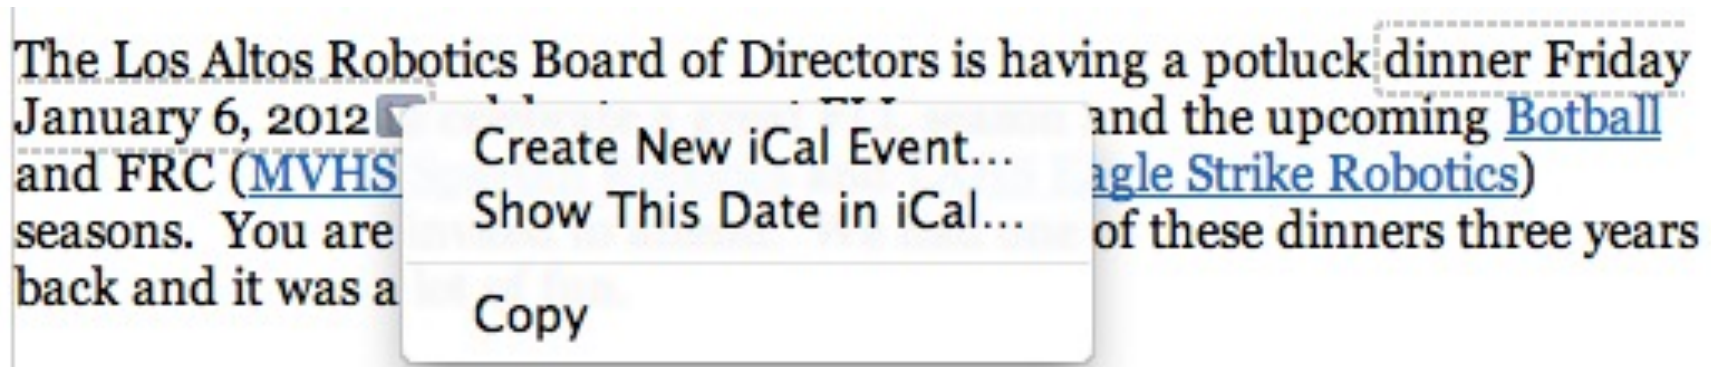 The Los Altos Robotics Board of Directors is having a potluck dinner Friday
January 6, 2012 and the upcoming Botball
Create New iCal Event...
and FRC (MVHS agle Strike Robotics)
Show This Date in iCal...
seasons. You are of these dinners three years
back and it was a
Copy